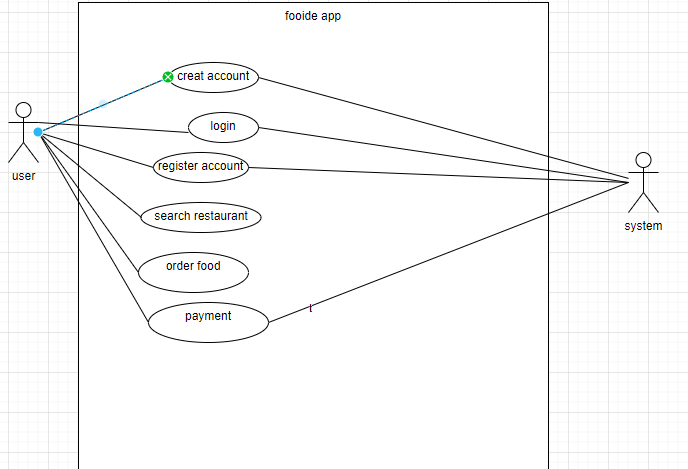 fooide app
creat account
login
register account
search restaurant
order food
payment
t
user
system